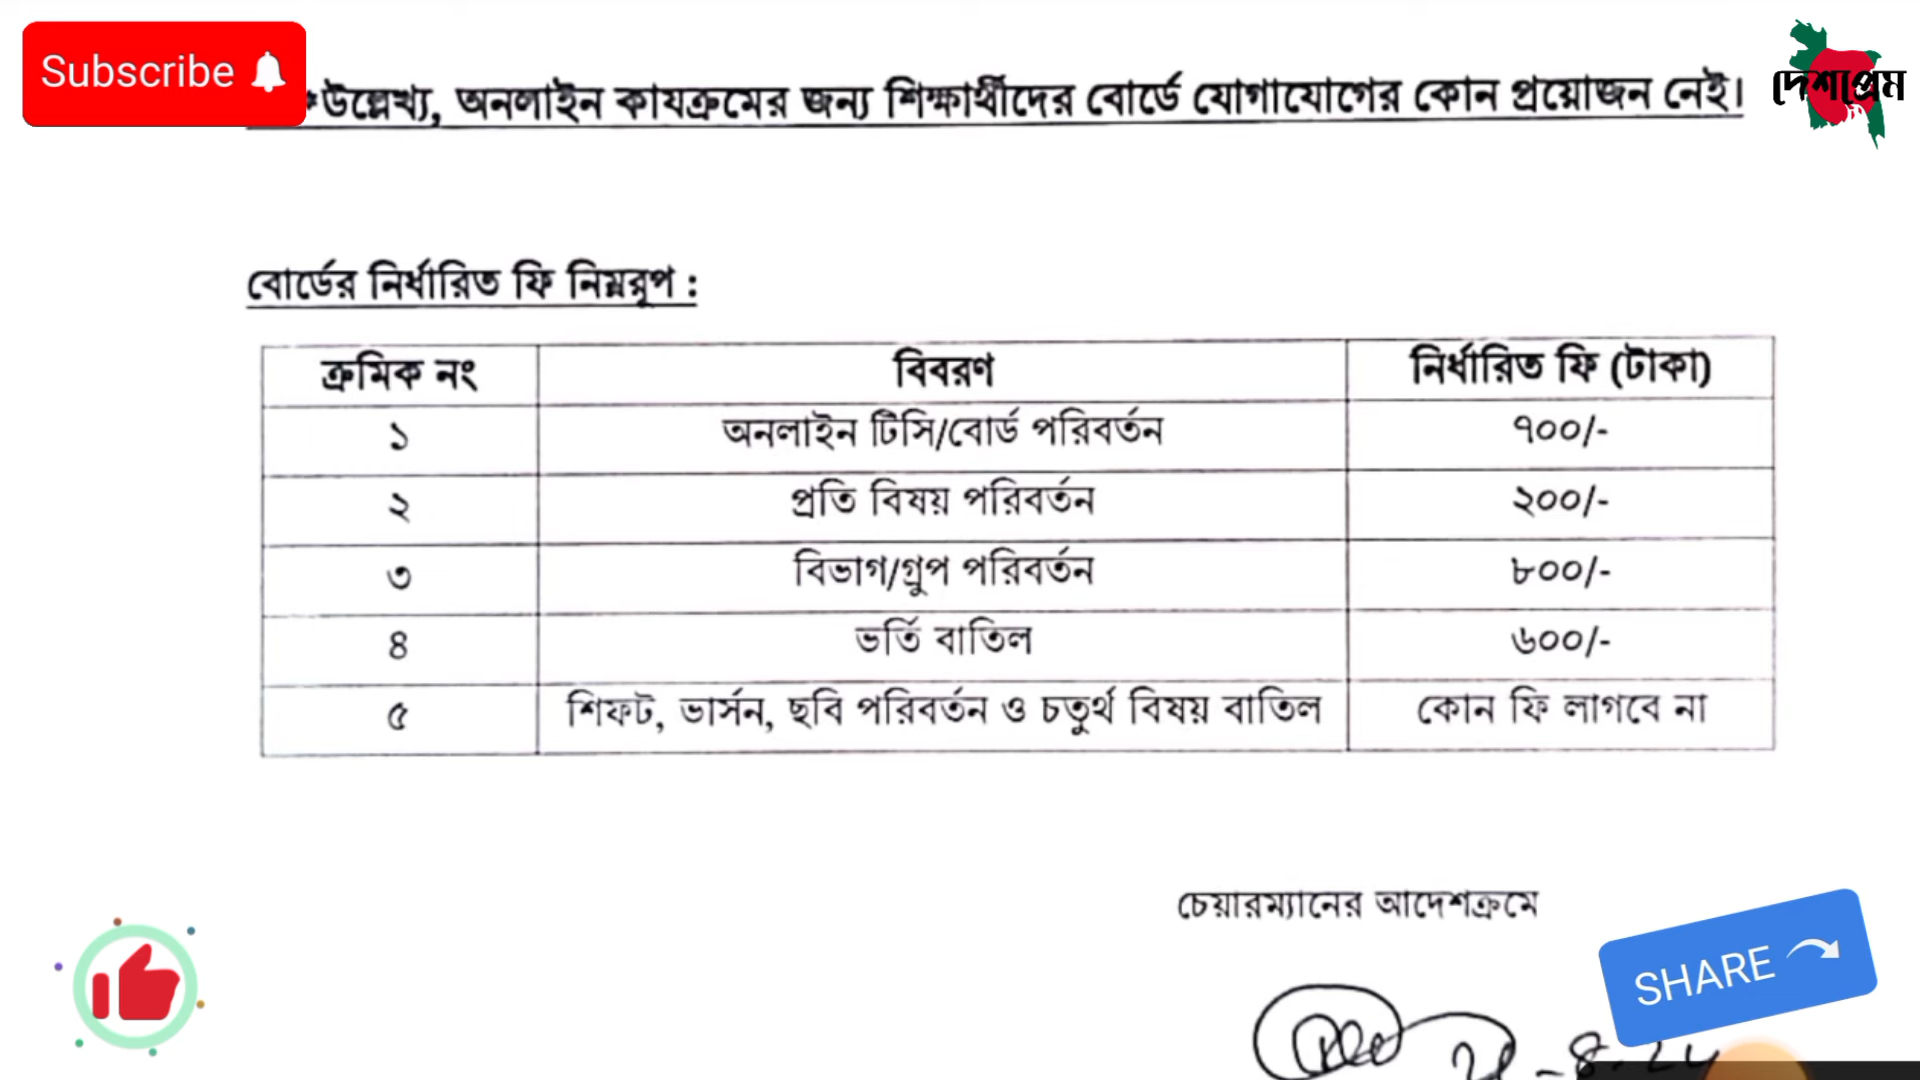 Subscribe
উল্লেখ্য, অনলাইন কাযক্রমের জন্য শিক্ষার্থীদের বোর্ডে যোগাযোগের কোন প্রয়োজন নেই।
দেশপ্রেম
বোর্ডের নির্ধারিত ফি নিম্নরূপ :
ক্রমিক নং বিবরণ নির্ধারিত ফি (টাকা)
১ অনলাইন টিসি/বোর্ড পরিবর্তন ৭০০/-
২ প্রতি বিষয় পরিবর্তন ২০০/-
৩ বিভাগ/গ্রুপ পরিবর্তন ৮০০/-
৪ ভর্তি বাতিল ৬০০/-
৫ শিফট, ভার্সন, ছবি পরিবর্তন ও চতুর্থ বিষয় বাতিল কোন ফি লাগবে না
চেয়ারম্যানের আদেশক্রমে
SHARE